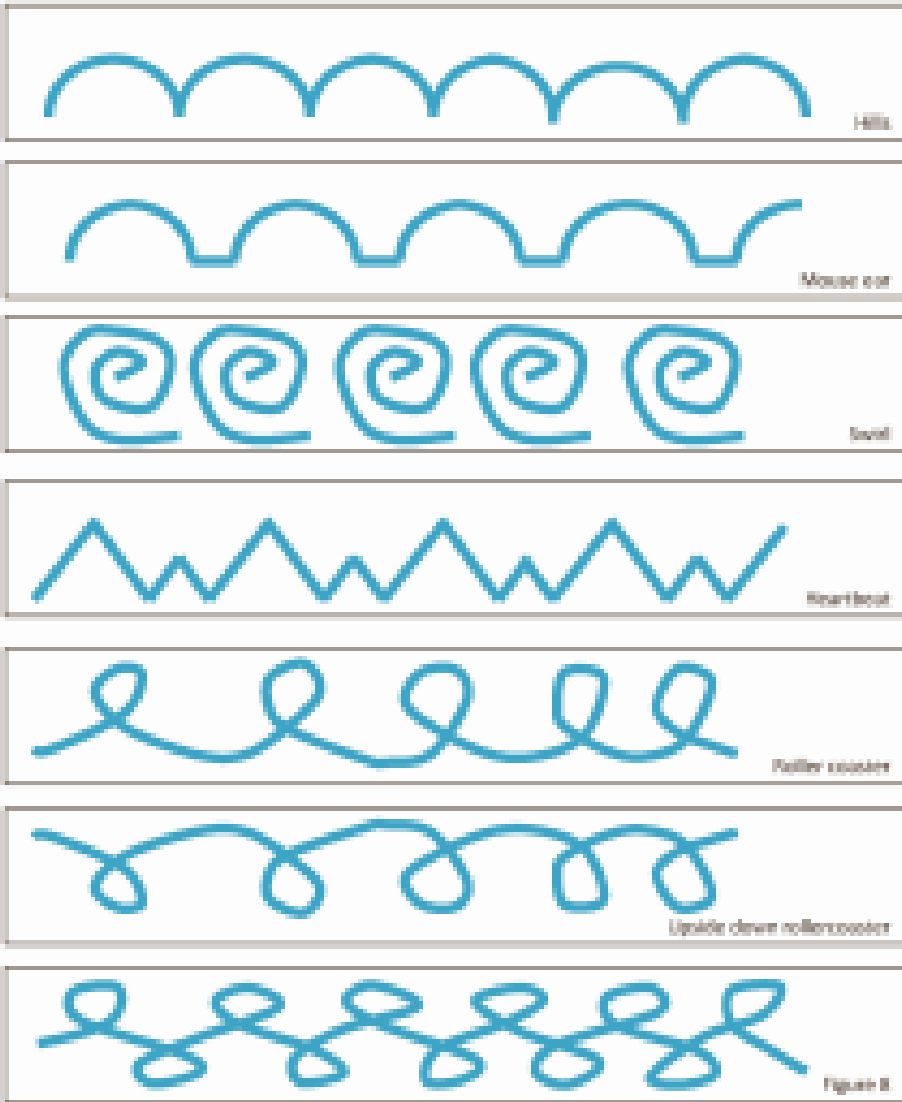 Hills
Mouse ear
Swirl
Heartbeat
Roller coaster
Upside down rollercoaster
Figure 8